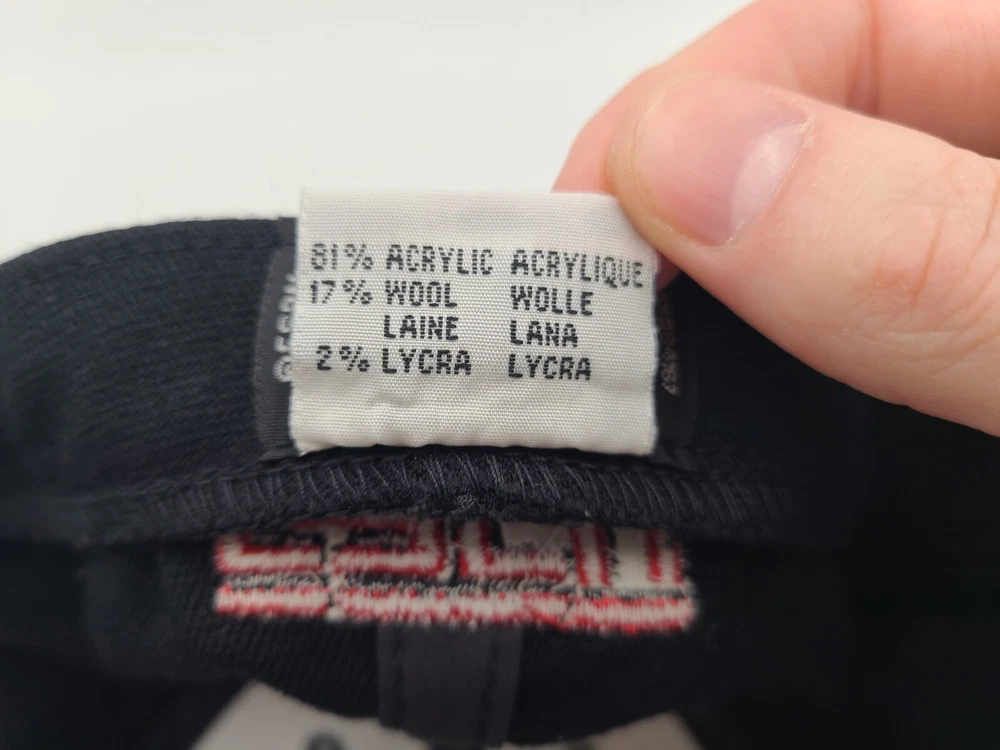 81% ACRYLIC ACRYLIQUE
17% WOOL WOLLE
LAINE LANA
2% LYCRA LYCRA